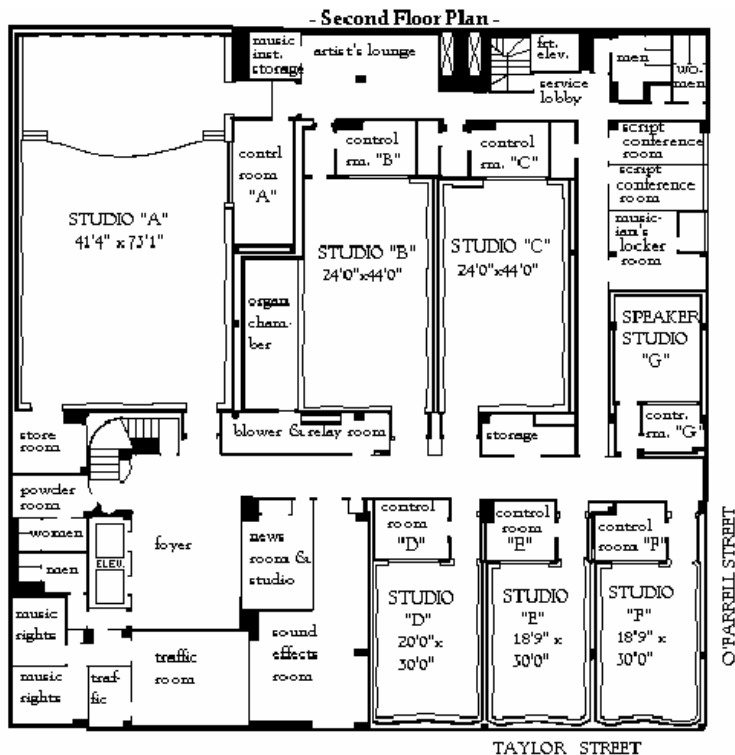 - Second Floor Plan -
music
inst.
storage
artist's lounge
frt.
elev.
service
lobby
men
wo-
men
contrl
room
"A"
control
rm. "B"
control
rm. "C"
script
conference
room
script
conference
room
music-
ian's
locker
room
STUDIO "A"
41'4" x 73'1"
STUDIO "B"
24'0"x44'0"
STUDIO "C"
24'0"x44'0"
organ
cham-
ber
SPEAKER
STUDIO
"G"
contr.
rm. "G"
store
room
blower & relay room
storage
powder
room
women
men
ELEV.
foyer
news
room &
studio
control
room
"D"
control
room
"E"
control
room "F"
STUDIO
"D"
20'0"x
30'0"
STUDIO
"E"
18'9" x
30'0"
STUDIO
"F"
18'9" x
30'0"
music
rights
music
rights
traf-
fic
traffic
room
sound
effects
room
O'FARRELL STREET
TAYLOR STREET